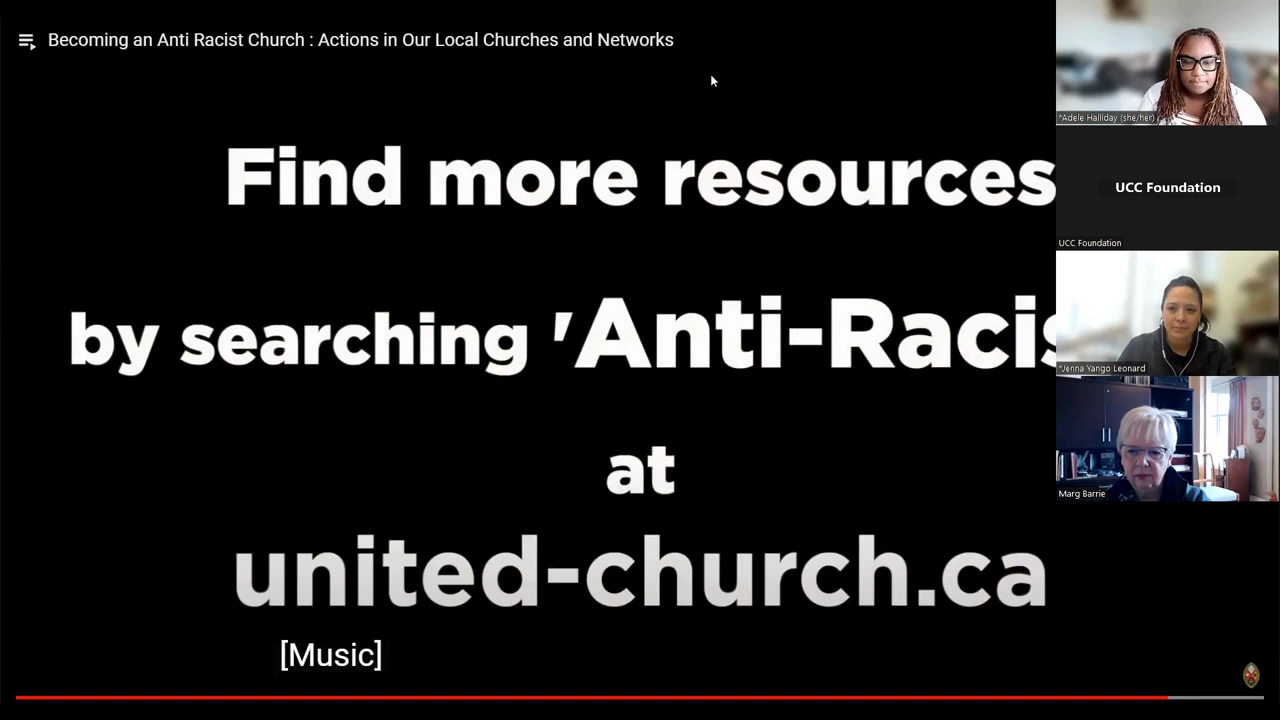 Becoming an Anti Racist Church : Actions in Our Local Churches and Networks
Find more resources
by searching 'Anti-Racis
at
united-church.ca
[Music]
*Adele Halliday (she/her)
UCC Foundation
UCC Foundation
*Jenna Yango Leonard
Marg Barrie